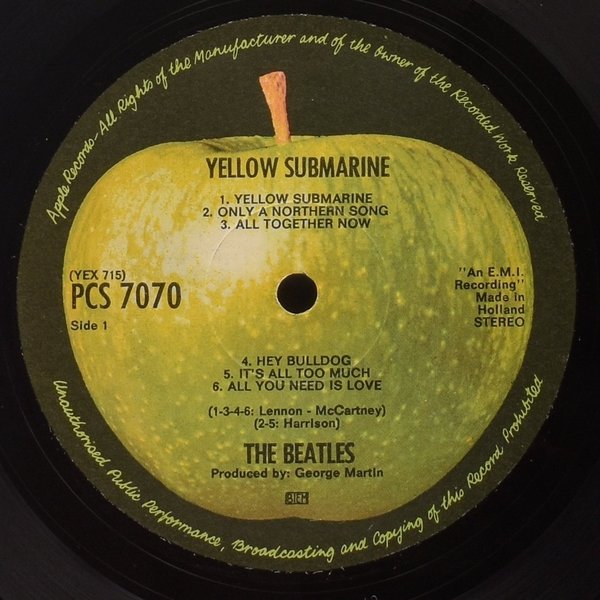 Apple Records-All Rights of the Manufacturer and of the Owner of the Recorded Work Reserved
YELLOW SUBMARINE
1. YELLOW SUBMARINE
2. ONLY A NORTHERN SONG
3. ALL TOGETHER NOW
(YEX 715)
PCS 7070
Side 1
"An E.M.I.
Recording"
Made in
Holland
STEREO
4. HEY BULLDOG
5. IT'S ALL TOO MUCH
6. ALL YOU NEED IS LOVE
(1-3-4-6: Lennon - McCartney)
(2-5: Harrison)
THE BEATLES
Produced by: George Martin
BIEM
Unauthorised Public Performance, Broadcasting and Copying of this Record Prohibited